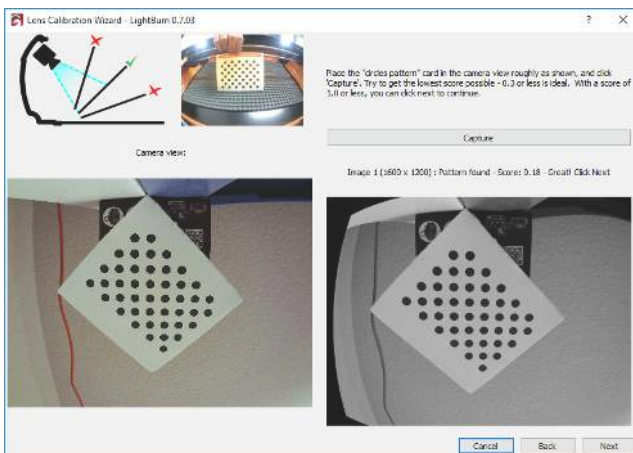 Lens Calibration Wizard - LightBurn 0.7.03
Place the "circles pattern" card in the camera view roughly as shown, and click
'Capture'. Try to get the lowest score possible - 0.3 or less is ideal. With a score of
1.0 or less, you can click next to continue.
Capture
Camera view:
Image 1 (1600 x 1200) : Pattern found - Score: 0.18 - Great! Click Next
Cancel
Back
Next